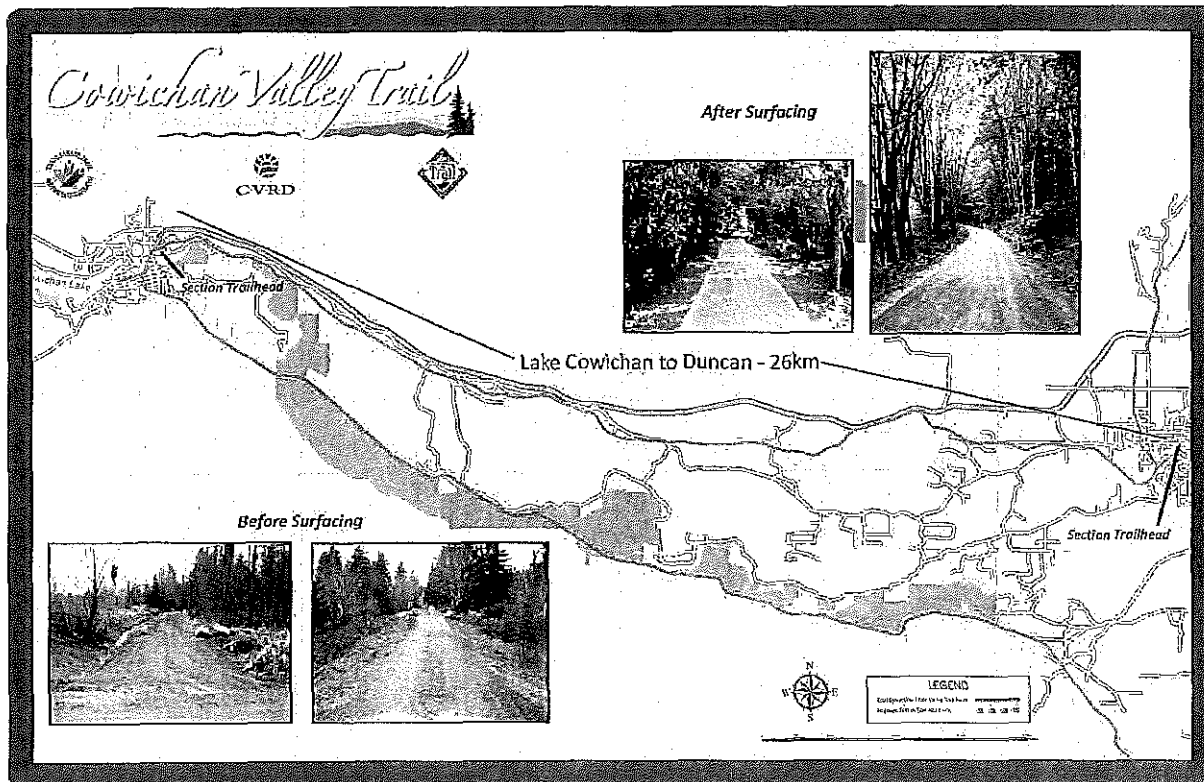 Cowichan Valley Trail
CVRD
Trail
After Surfacing
Section Trailhead
Lake Cowichan to Duncan - 26km
Before Surfacing
Section Trailhead
N
W E
S
LEGEND